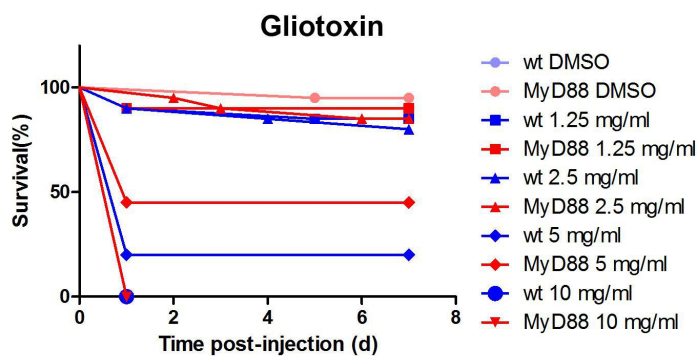 Gliotoxin
100
50
0
Survival(%)
0 2 4 6 8
Time post-injection (d)
wt DMSO
MyD88 DMSO
wt 1.25 mg/ml
MyD88 1.25 mg/ml
wt 2.5 mg/ml
MyD88 2.5 mg/ml
wt 5 mg/ml
MyD88 5 mg/ml
wt 10 mg/ml
MyD88 10 mg/ml